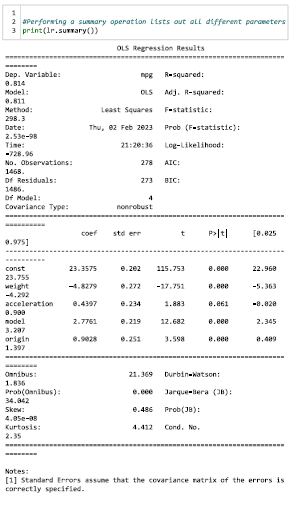 1
2 #Performing a summary operation lists out all different parameters
3 print(lr.summary())
OLS Regression Results
==============================================================================
========
Dep. Variable: mpg R-squared:
0.814
Model: OLS Adj. R-squared:
0.811
Method: Least Squares F-statistic:
298.3
Date: Thu, 02 Feb 2023 Prob (F-statistic):
2.53e-98
Time: 21:20:36 Log-Likelihood:
-728.96
No. Observations: 278 AIC:
1468.
Df Residuals: 273 BIC:
1486.
Df Model: 4
Covariance Type: nonrobust
==============================================================================
==========
coef std err t P>|t| [0.025
0.975]
------------------------------------------------------------------------------
----------
const 23.3575 0.202 115.753 0.000 22.960
23.755
weight -4.8279 0.272 -17.751 0.000 -5.363
-4.292
acceleration 0.4397 0.234 1.883 0.061 -0.020
0.900
model 2.7761 0.219 12.682 0.000 2.345
3.207
origin 0.9028 0.251 3.598 0.000 0.409
1.397
==============================================================================
========
Omnibus: 21.369 Durbin-Watson:
1.836
Prob(Omnibus): 0.000 Jarque-Bera (JB):
34.042
Skew: 0.486 Prob(JB):
4.05e-08
Kurtosis: 4.412 Cond. No.
2.35
==============================================================================
========
Notes:
[1] Standard Errors assume that the covariance matrix of the errors is
correctly specified.